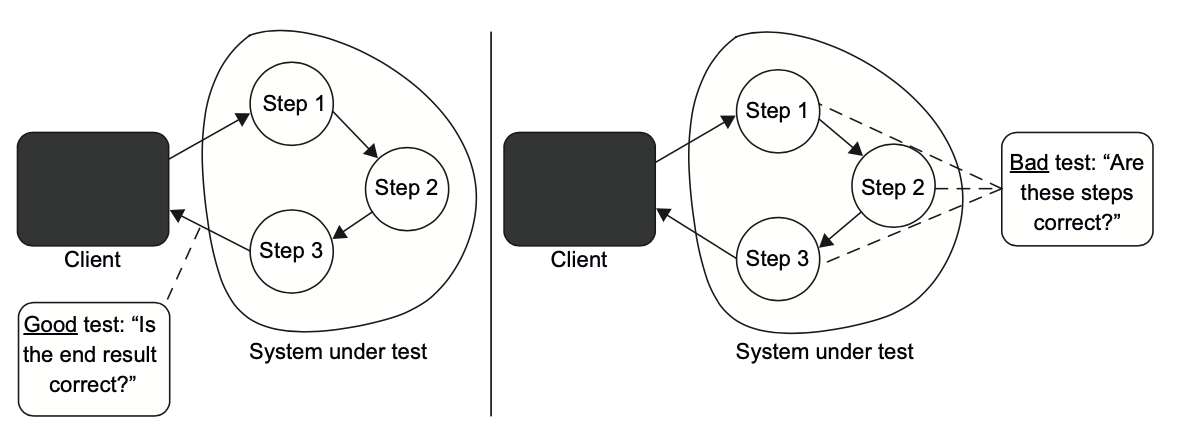 Step 1
Step 2
Step 3
Client
Good test: “Is
the end result
correct?”
System under test
Step 1
Step 2
Step 3
Client
Bad test: “Are
these steps
correct?”
System under test